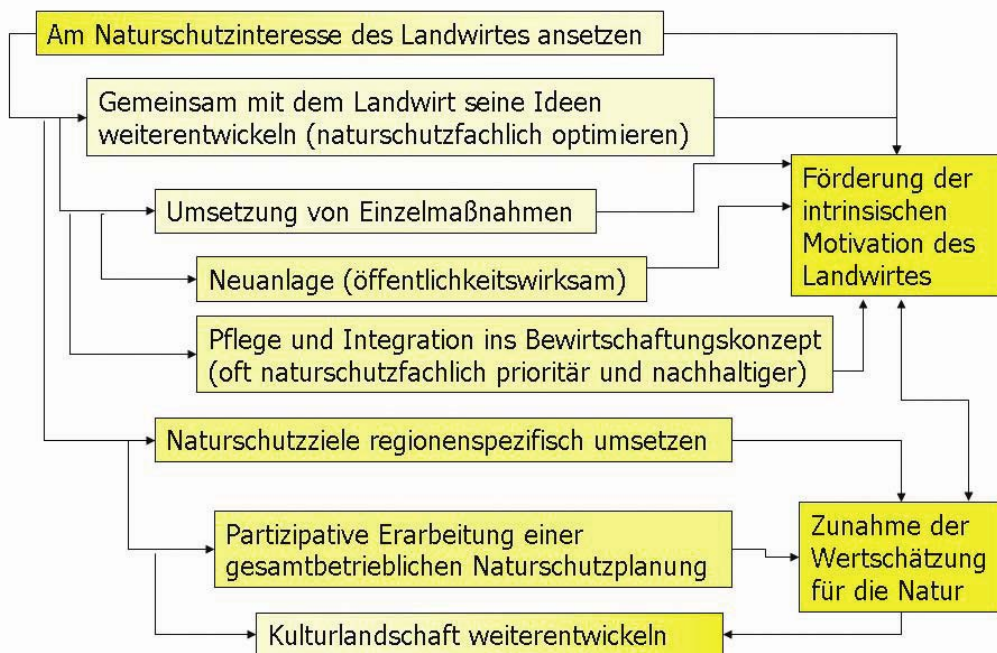 Am Naturschutzinteresse des Landwirtes ansetzen
Gemeinsam mit dem Landwirt seine Ideen
weiterentwickeln (naturschutzfachlich optimieren)
Förderung der
intrinsischen
Motivation des
Landwirtes
Umsetzung von Einzelmaßnahmen
Neuanlage (öffentlichkeitswirksam)
Pflege und Integration ins Bewirtschaftungskonzept
(oft naturschutzfachlich prioritär und nachhaltiger)
Naturschutzziele regionenspezifisch umsetzen
Partizipative Erarbeitung einer
gesamtbetrieblichen Naturschutzplanung
Zunahme der
Wertschätzung
für die Natur
Kulturlandschaft weiterentwickeln